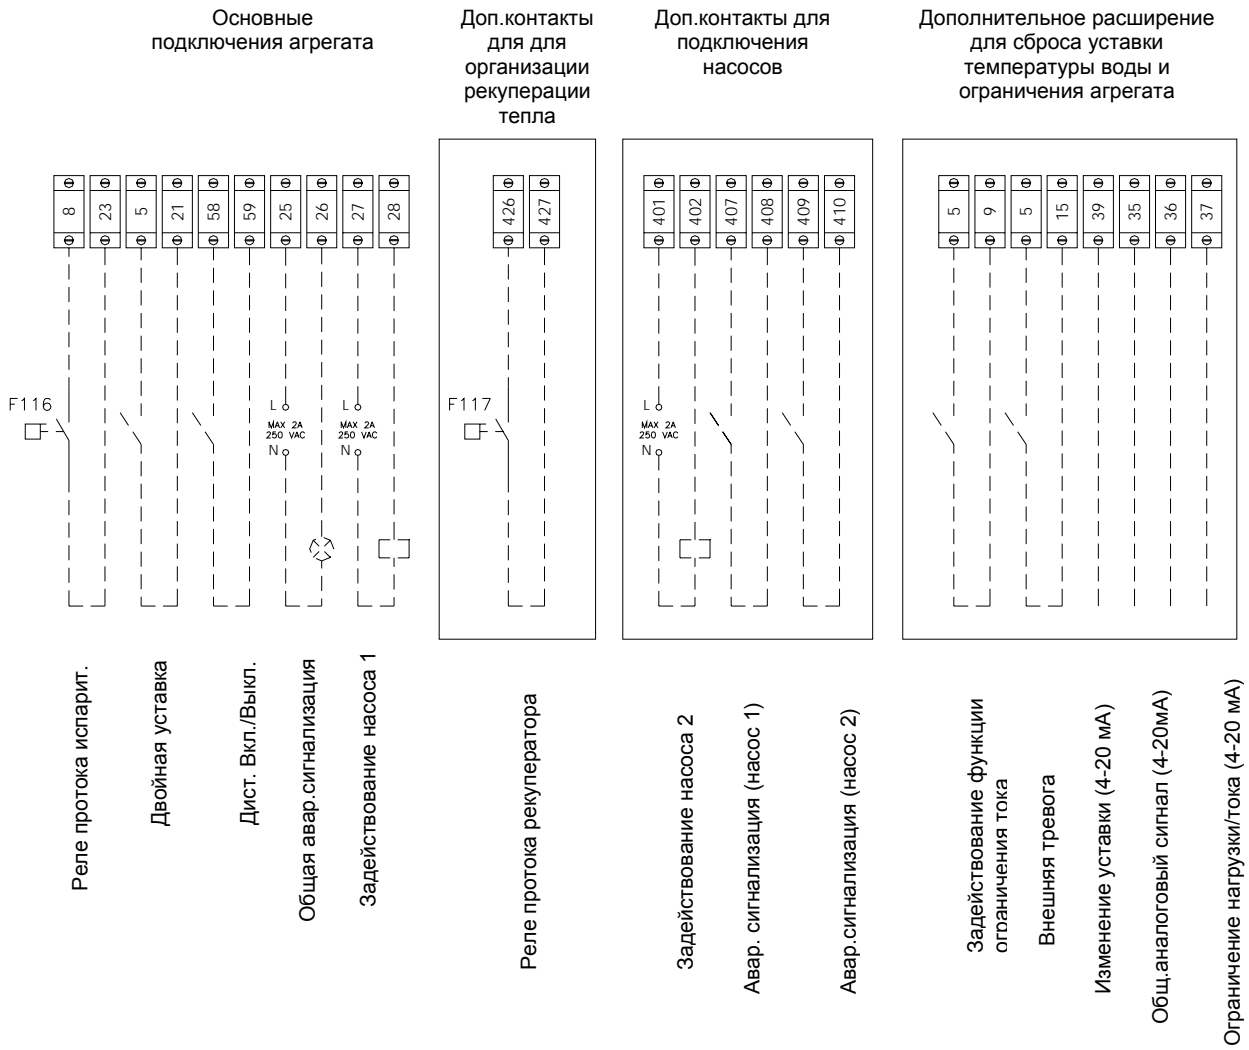 Основные
подключения агрегата
Доп.контакты
для для
организации
рекуперации
тепла
Доп.контакты для
подключения
насосов
Дополнительное расширение
для сброса уставки
температуры воды и
ограничения агрегата
8 23 5 21 58 59 25 26 27 28
426 427
401 402 407 408 409 410
5 9 5 15 39 35 36 37
F116
L
MAX 2A
250 VAC
N
L
MAX 2A
250 VAC
N
F117
L
MAX 2A
250 VAC
N
Реле протока испарит.
Двойная уставка
Дист. Вкл./Выкл.
Общая авар.сигнализация
Задействование насоса 1
Реле протока рекуператора
Задействование насоса 2
Авар. сигнализация (насос 1)
Авар.сигнализация (насос 2)
Задействование функции
ограничения тока
Внешняя тревога
Изменение уставки (4-20 мА)
Общ.аналоговый сигнал (4-20мА)
Ограничение нагрузки/тока (4-20 мА)